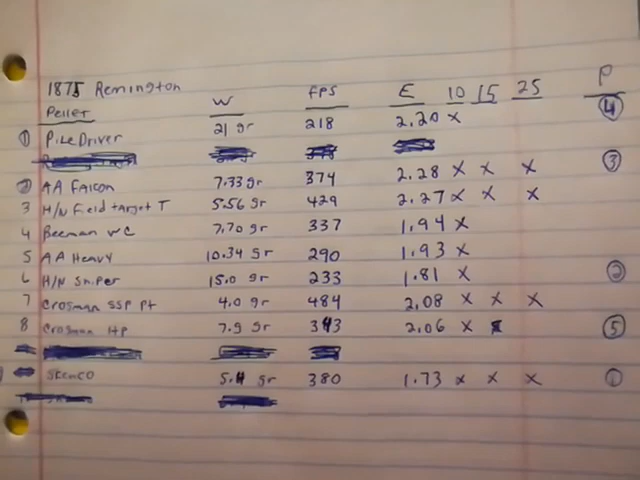 1875 Remington
Pellet W FPS E 10 15 25 P
① PileDriver 21 gr 218 2.20 x ④
② AA Falcon 7.33 gr 374 2.28 x x x ③
3 H/N Field target T 5.56 gr 429 2.27 x x x
4 Beeman WC 7.70 gr 337 1.94 x
5 AA Heavy 10.34 gr 290 1.93 x
6 H/N Sniper 15.0 gr 233 1.81 x ②
7 Crosman SSP Pt 4.0 gr 484 2.08 x x x
8 Crosman HP 7.9 gr 343 2.06 x x ⑤
5.4 gr 380 1.73 x x x ①